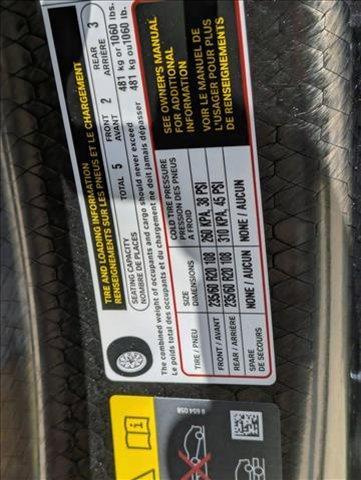 TIRE AND LOADING INFORMATION
RENSEIGNEMENTS SUR LES PNEUS ET LE CHARGEMENT
SEATING CAPACITY
NOMBRE DE PLACES
TOTAL 5
FRONT
AVANT
2
REAR
ARRIÈRE
3
The combined weight of occupants and cargo should never exceed 481 kg or 1060 lbs.
Le poids total des occupants et du chargement ne doit jamais dépasser 481 kg ou 1060 lb.
TIRE / PNEU
SIZE
DIMENSIONS
COLD TIRE PRESSURE
PRESSION DES PNEUS
A FROID
FRONT / AVANT 235/60 R20 108 260 KPA, 38 PSI
REAR / ARRIÈRE 235/60 R20 108 310 KPA, 45 PSI
SPARE
DE SECOURS
NONE / AUCUN NONE / AUCUN
SEE OWNER'S MANUAL
FOR ADDITIONAL
INFORMATION
VOIR LE MANUEL DE
L'USAGER POUR PLUS
DE RENSEIGNEMENTS
6 654 058